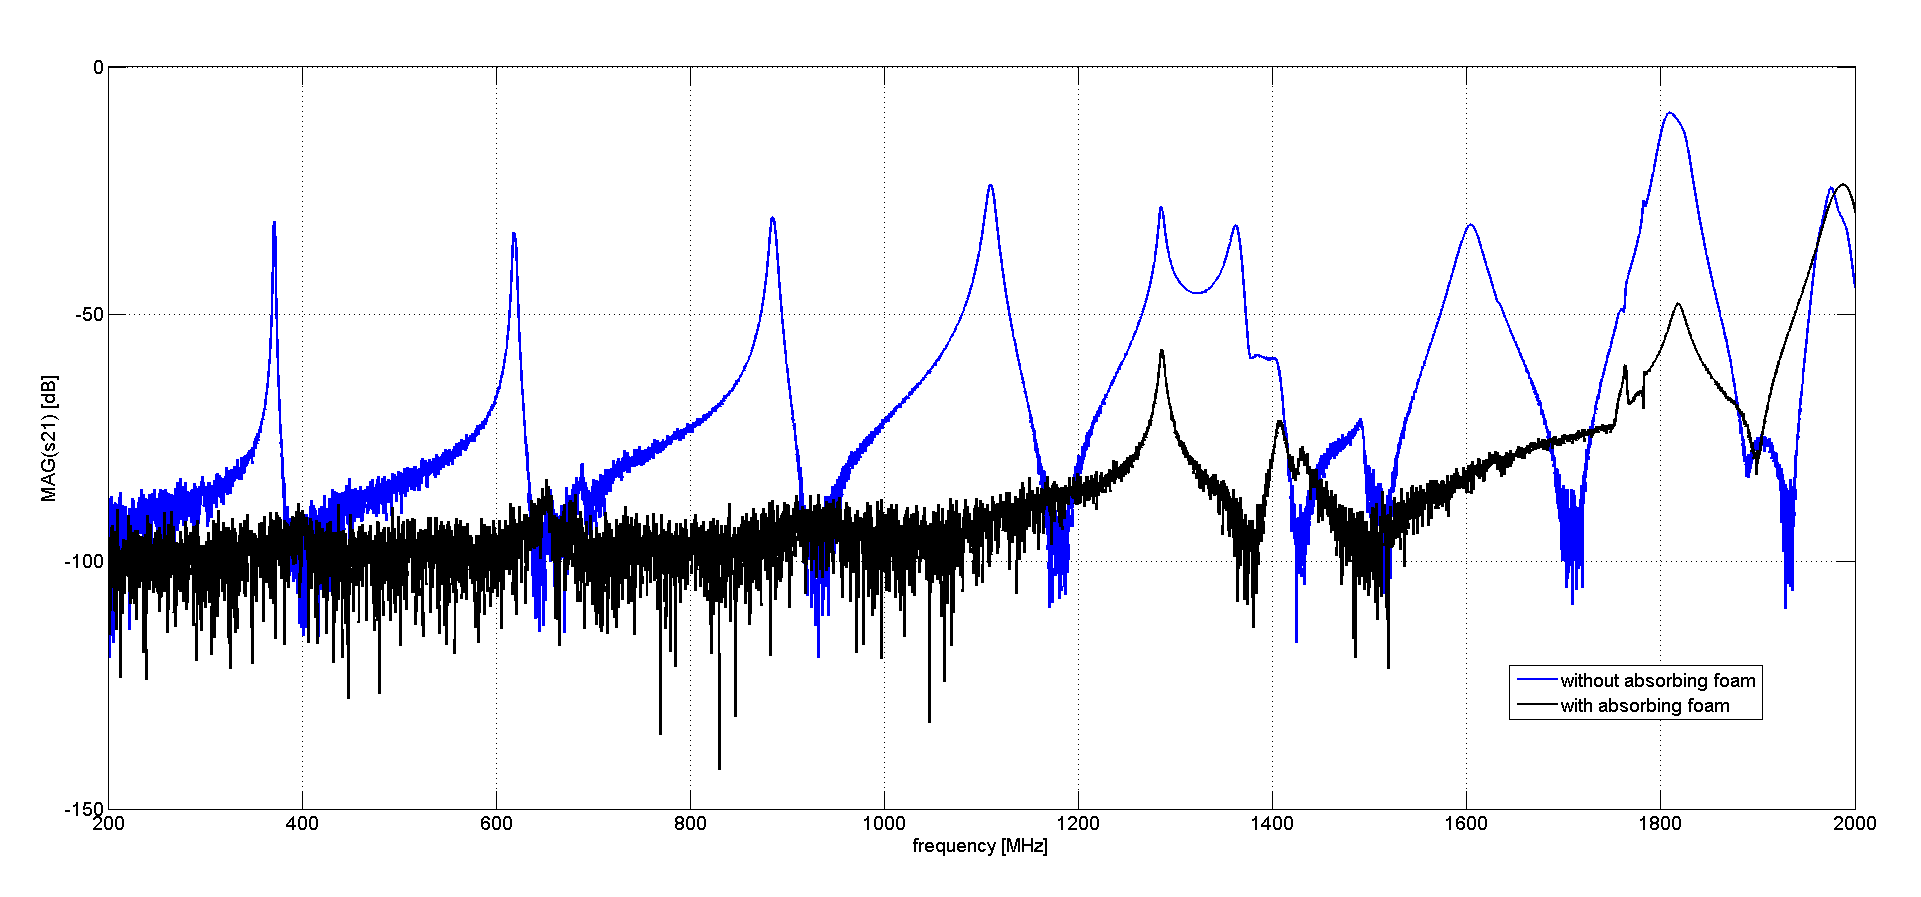 0
-50
-100
-150
MAG(s21) [dB]
without absorbing foam
with absorbing foam
200 400 600 800 1000 1200 1400 1600 1800 2000
frequency [MHz]